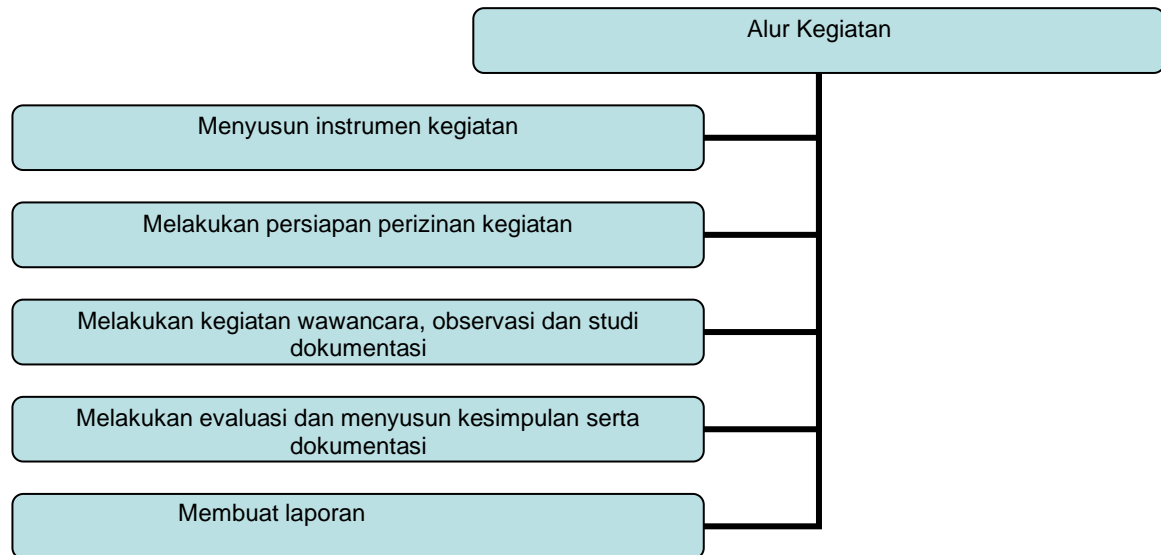 Alur Kegiatan
Menyusun instrumen kegiatan
Melakukan persiapan perizinan kegiatan
Melakukan kegiatan wawancara, observasi dan studi
dokumentasi
Melakukan evaluasi dan menyusun kesimpulan serta
dokumentasi
Membuat laporan